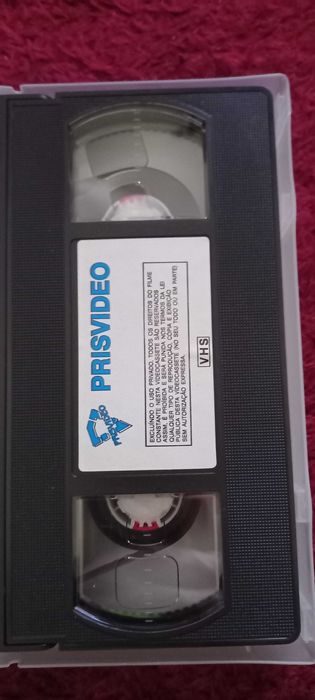 PRISVIDEO
PRISVIDEO
EXCLUÍNDO O USO PRIVADO, TODOS OS DIREITOS DO FILME
CONSTANTE NESTA VIDEOCASSETE SÃO RESERVADOS
ASSIM, É PROIBIDA E SERÁ PUNIDA NOS TERMOS DA LEI
QUALQUER TIPO DE REPRODUÇÃO, CÓPIA E EXIBIÇÃO
PÚBLICA DESTA VIDEOCASSETE (NO SEU TODO OU EM PARTE)
SEM AUTORIZAÇÃO EXPRESSA.
VHS